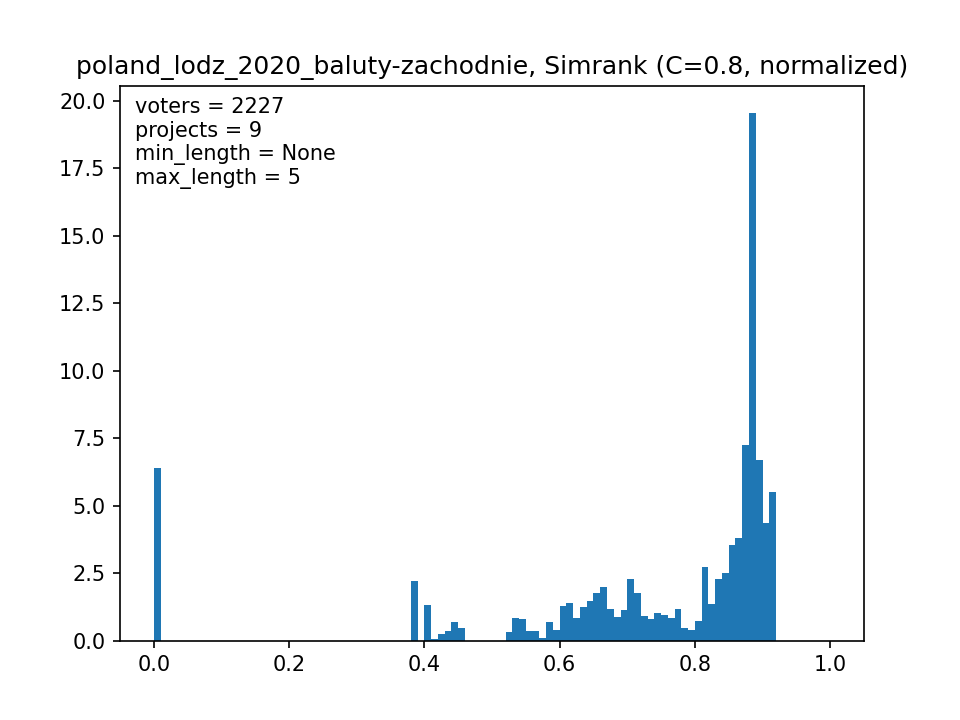 poland_lodz_2020_baluty-zachodnie, Simrank (C=0.8, normalized)
voters = 2227
projects = 9
min_length = None
max_length = 5
20.0
17.5
15.0
12.5
10.0
7.5
5.0
2.5
0.0
0.0 0.2 0.4 0.6 0.8 1.0